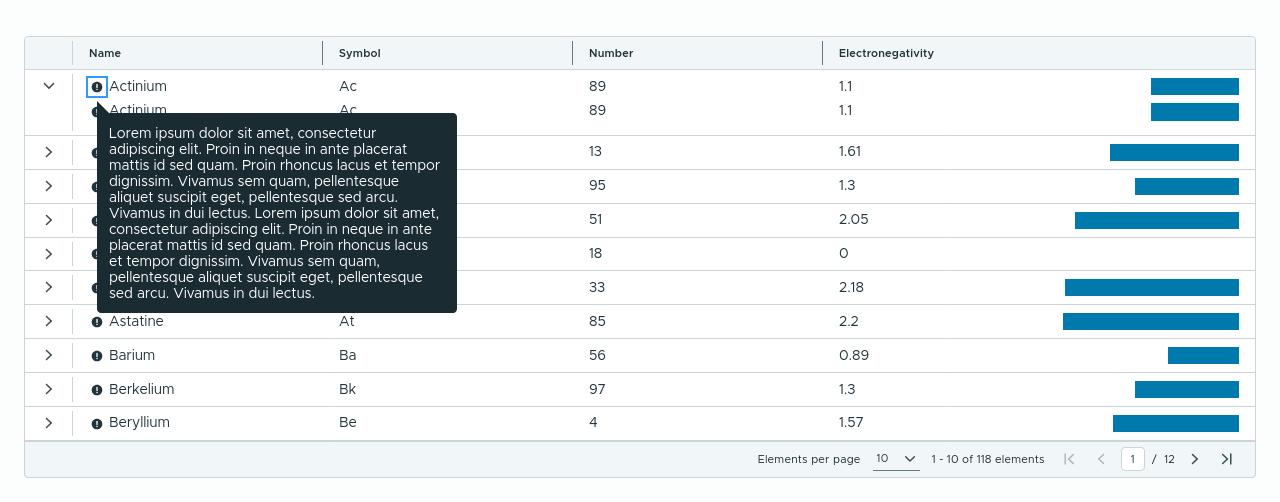 Name Symbol Number Electronegativity
Actinium Ac 89 1.1
Actinium Ac 89 1.1
Lorem ipsum dolor sit amet, consectetur
adipiscing elit. Proin in neque in ante placerat
mattis id sed quam. Proin rhoncus lacus et tempor
dignissim. Vivamus sem quam, pellentesque
aliquet suscipit eget, pellentesque sed arcu.
Vivamus in dui lectus. Lorem ipsum dolor sit amet,
consectetur adipiscing elit. Proin in neque in ante
placerat mattis id sed quam. Proin rhoncus lacus
et tempor dignissim. Vivamus sem quam,
pellentesque aliquet suscipit eget, pellentesque
sed arcu. Vivamus in dui lectus.
13 1.61
95 1.3
51 2.05
18 0
33 2.18
Astatine At 85 2.2
Barium Ba 56 0.89
Berkelium Bk 97 1.3
Beryllium Be 4 1.57
Elements per page 10 1 - 10 of 118 elements 1 / 12